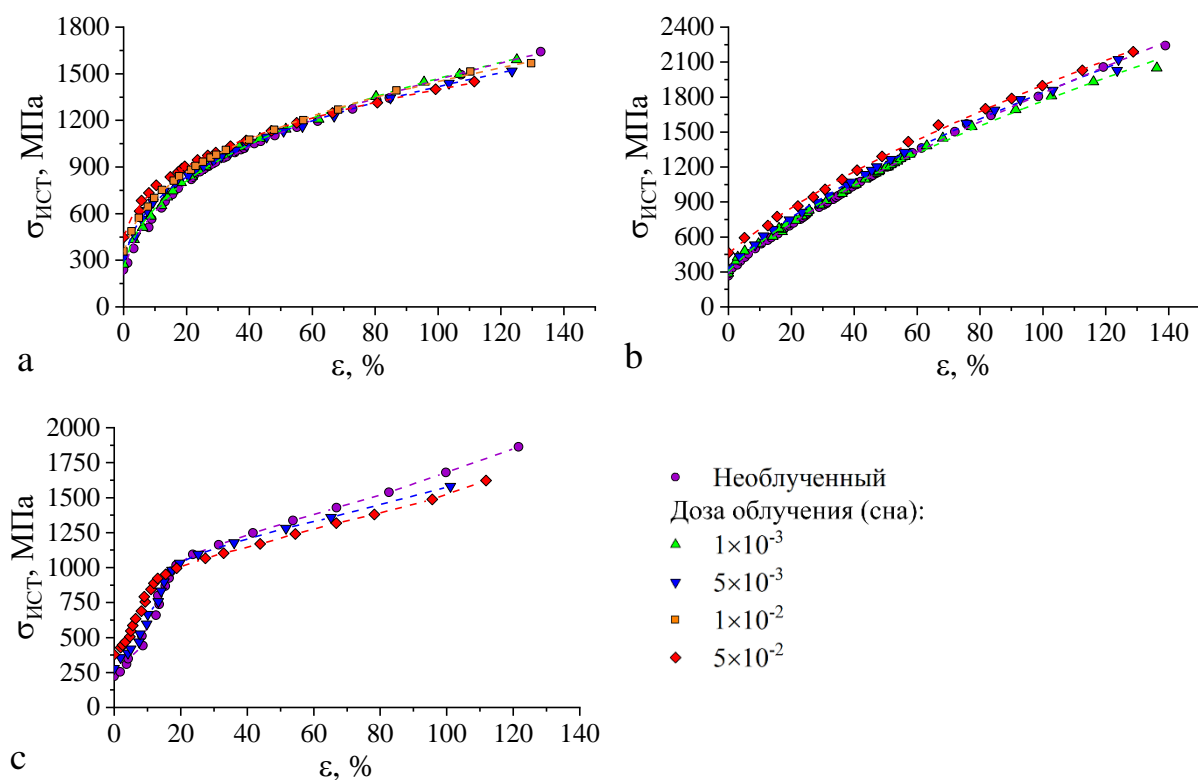 1800
1500
1200
900
600
300
0
σИСТ, МПа
0 20 40 60 80 100 120 140
ε, %
a
2400
2100
1800
1500
1200
900
600
300
0
σИСТ, МПа
0 20 40 60 80 100 120 140
ε, %
b
2000
1750
1500
1250
1000
750
500
250
0
σИСТ, МПа
0 20 40 60 80 100 120 140
ε, %
c
Необлученный
Доза облучения (сна):
1×10⁻³
5×10⁻³
1×10⁻²
5×10⁻²